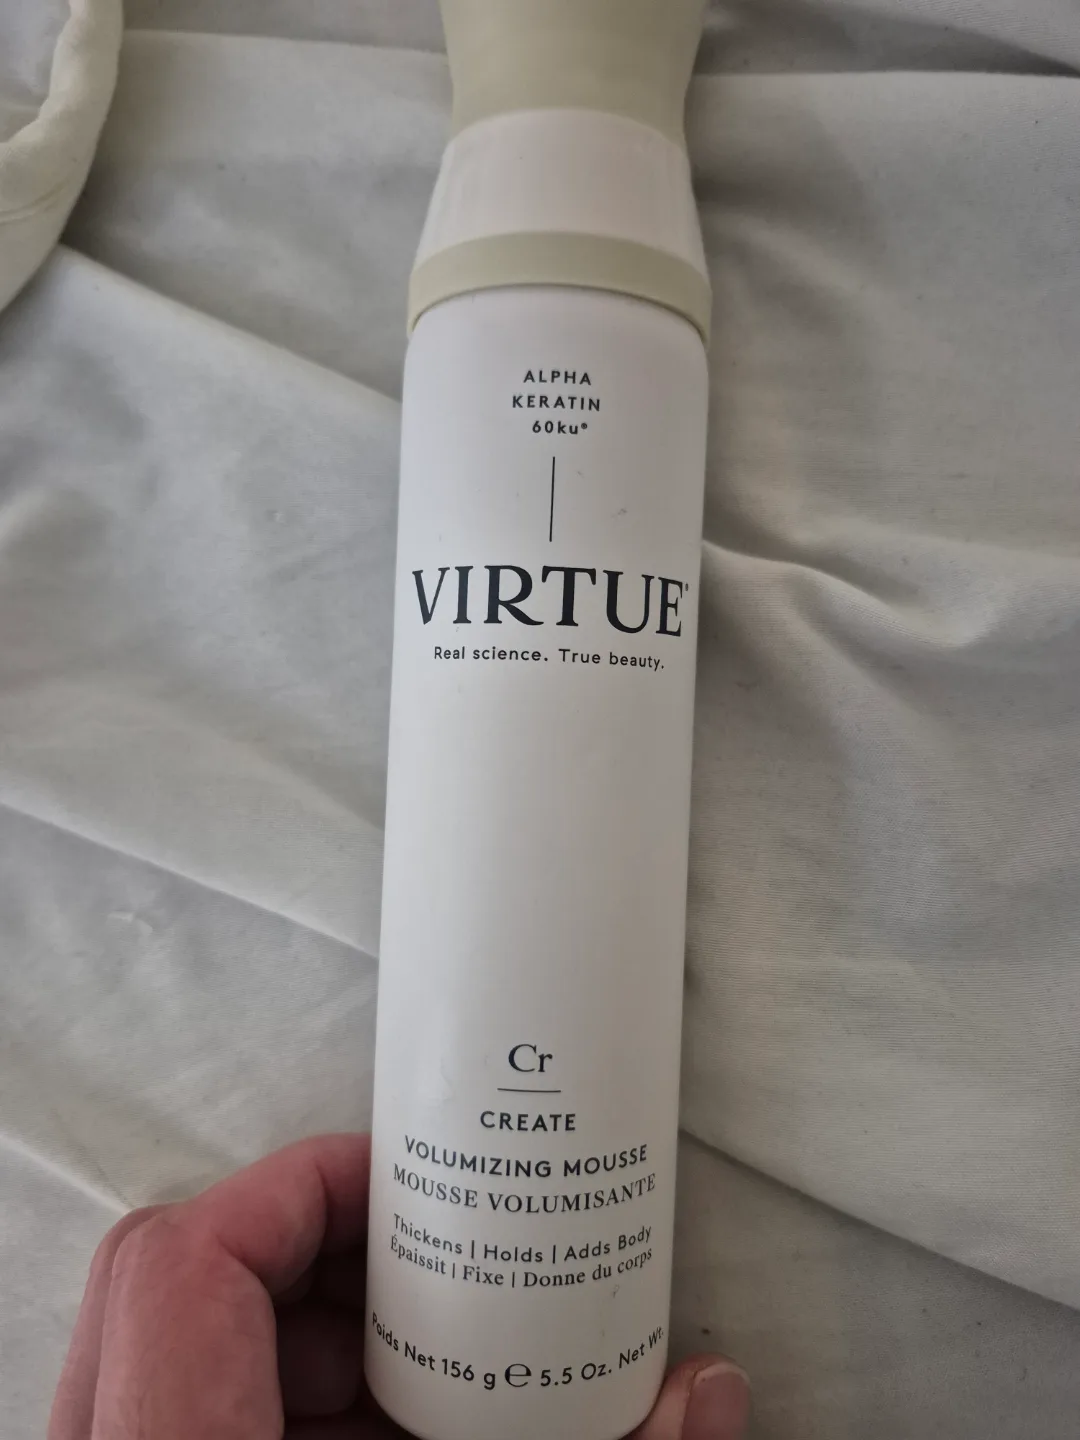 ALPHA
KERATIN
60ku®
VIRTUE®
Real science. True beauty.
Cr
CREATE
VOLUMIZING MOUSSE
MOUSSE VOLUMISANTE
Thickens | Holds | Adds Body
Épaissit | Fixe | Donne du corps
Poids Net 156 g ℮ 5.5 Oz. Net Wt.